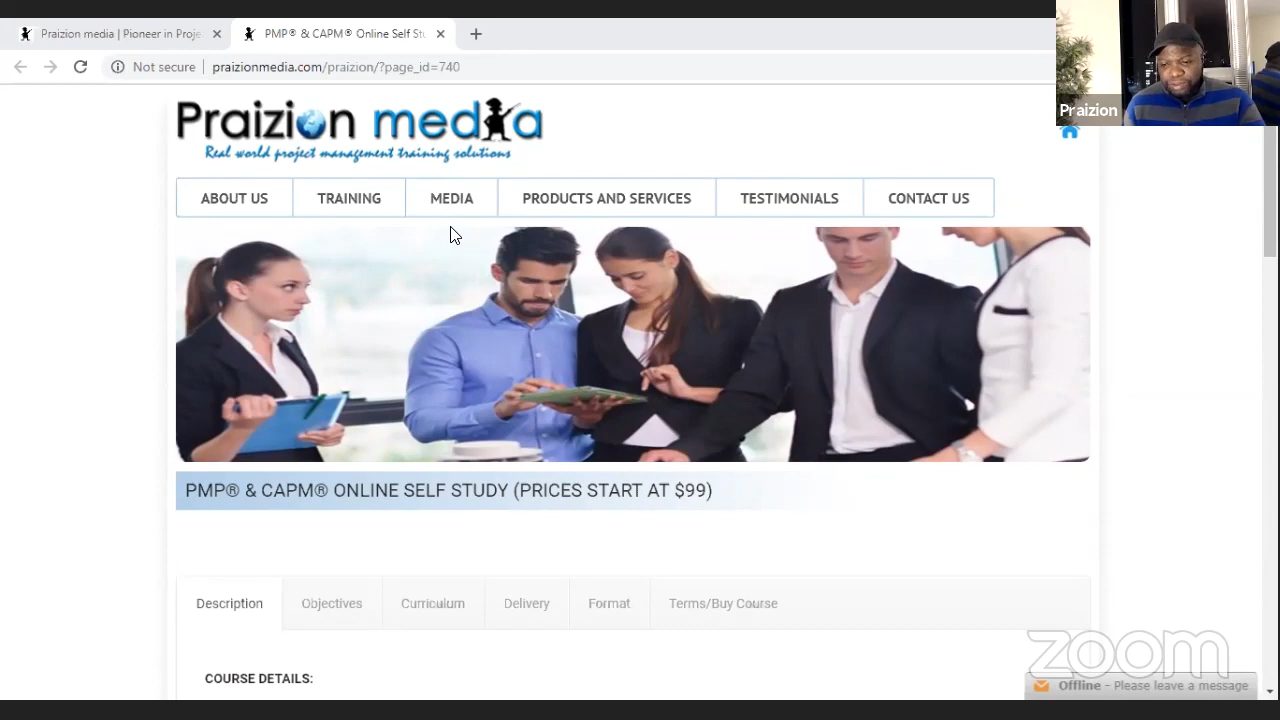 Praizion media | Pioneer in Proje
PMP® & CAPM® Online Self Stu
Not secure
praizionmedia.com/praizion/?page_id=740
Praizion
Praizion media
Real world project management training solutions
ABOUT US
TRAINING
MEDIA
PRODUCTS AND SERVICES
TESTIMONIALS
CONTACT US
PMP® & CAPM® ONLINE SELF STUDY (PRICES START AT $99)
Description
Objectives
Curriculum
Delivery
Format
Terms/Buy Course
COURSE DETAILS:
zoom
Offline - Please leave a message